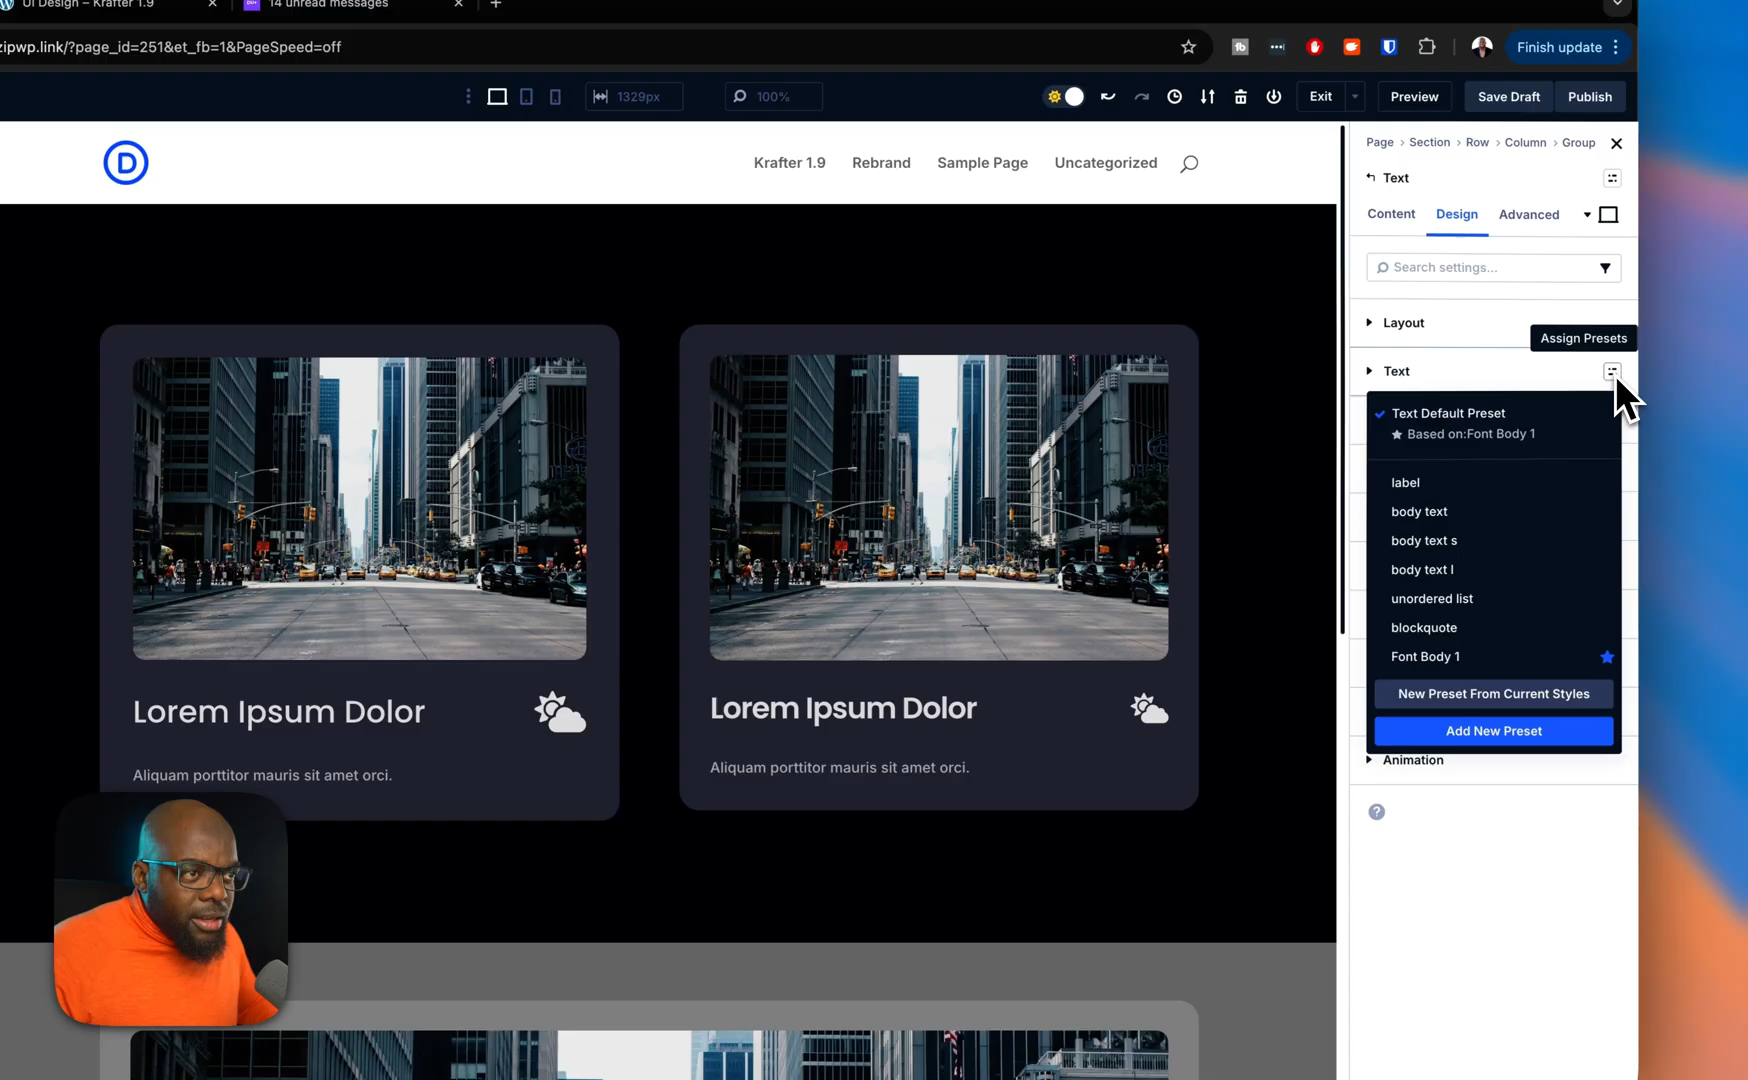 UI Design – Krafter 1.9
14 unread messages
zipwp.link/?page_id=251&et_fb=1&PageSpeed=off
Finish update
1329px
100%
Exit
Preview
Save Draft
Publish
D
Krafter 1.9
Rebrand
Sample Page
Uncategorized
Page > Section > Row > Column > Group
Text
Content
Design
Advanced
Search settings...
Layout
Assign Presets
Text
Text Default Preset
Based on:Font Body 1
label
body text
body text s
body text l
unordered list
blockquote
Font Body 1
New Preset From Current Styles
Add New Preset
Animation
?
Lorem Ipsum Dolor
Aliquam porttitor mauris sit amet orci.
Lorem Ipsum Dolor
Aliquam porttitor mauris sit amet orci.